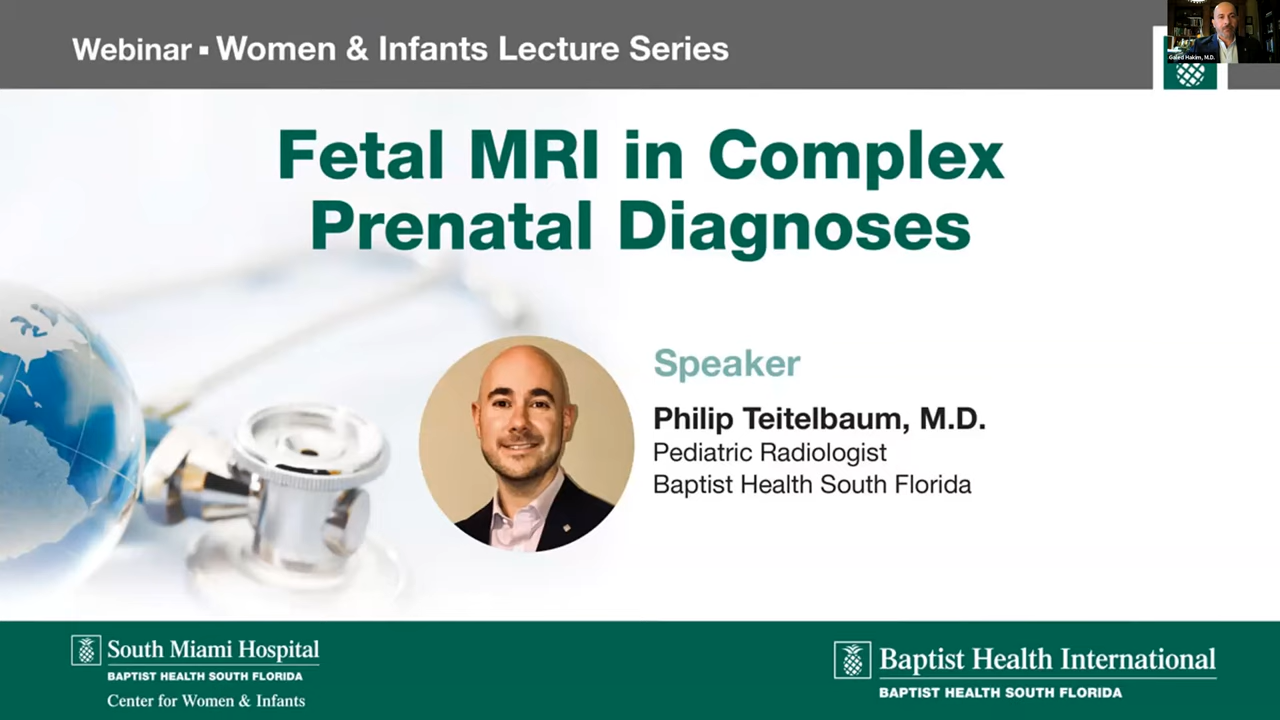 Webinar ▪ Women & Infants Lecture Series
Galed Hakim, M.D.
Fetal MRI in Complex
Prenatal Diagnoses
Speaker
Philip Teitelbaum, M.D.
Pediatric Radiologist
Baptist Health South Florida
South Miami Hospital
BAPTIST HEALTH SOUTH FLORIDA
Center for Women & Infants
Baptist Health International
BAPTIST HEALTH SOUTH FLORIDA